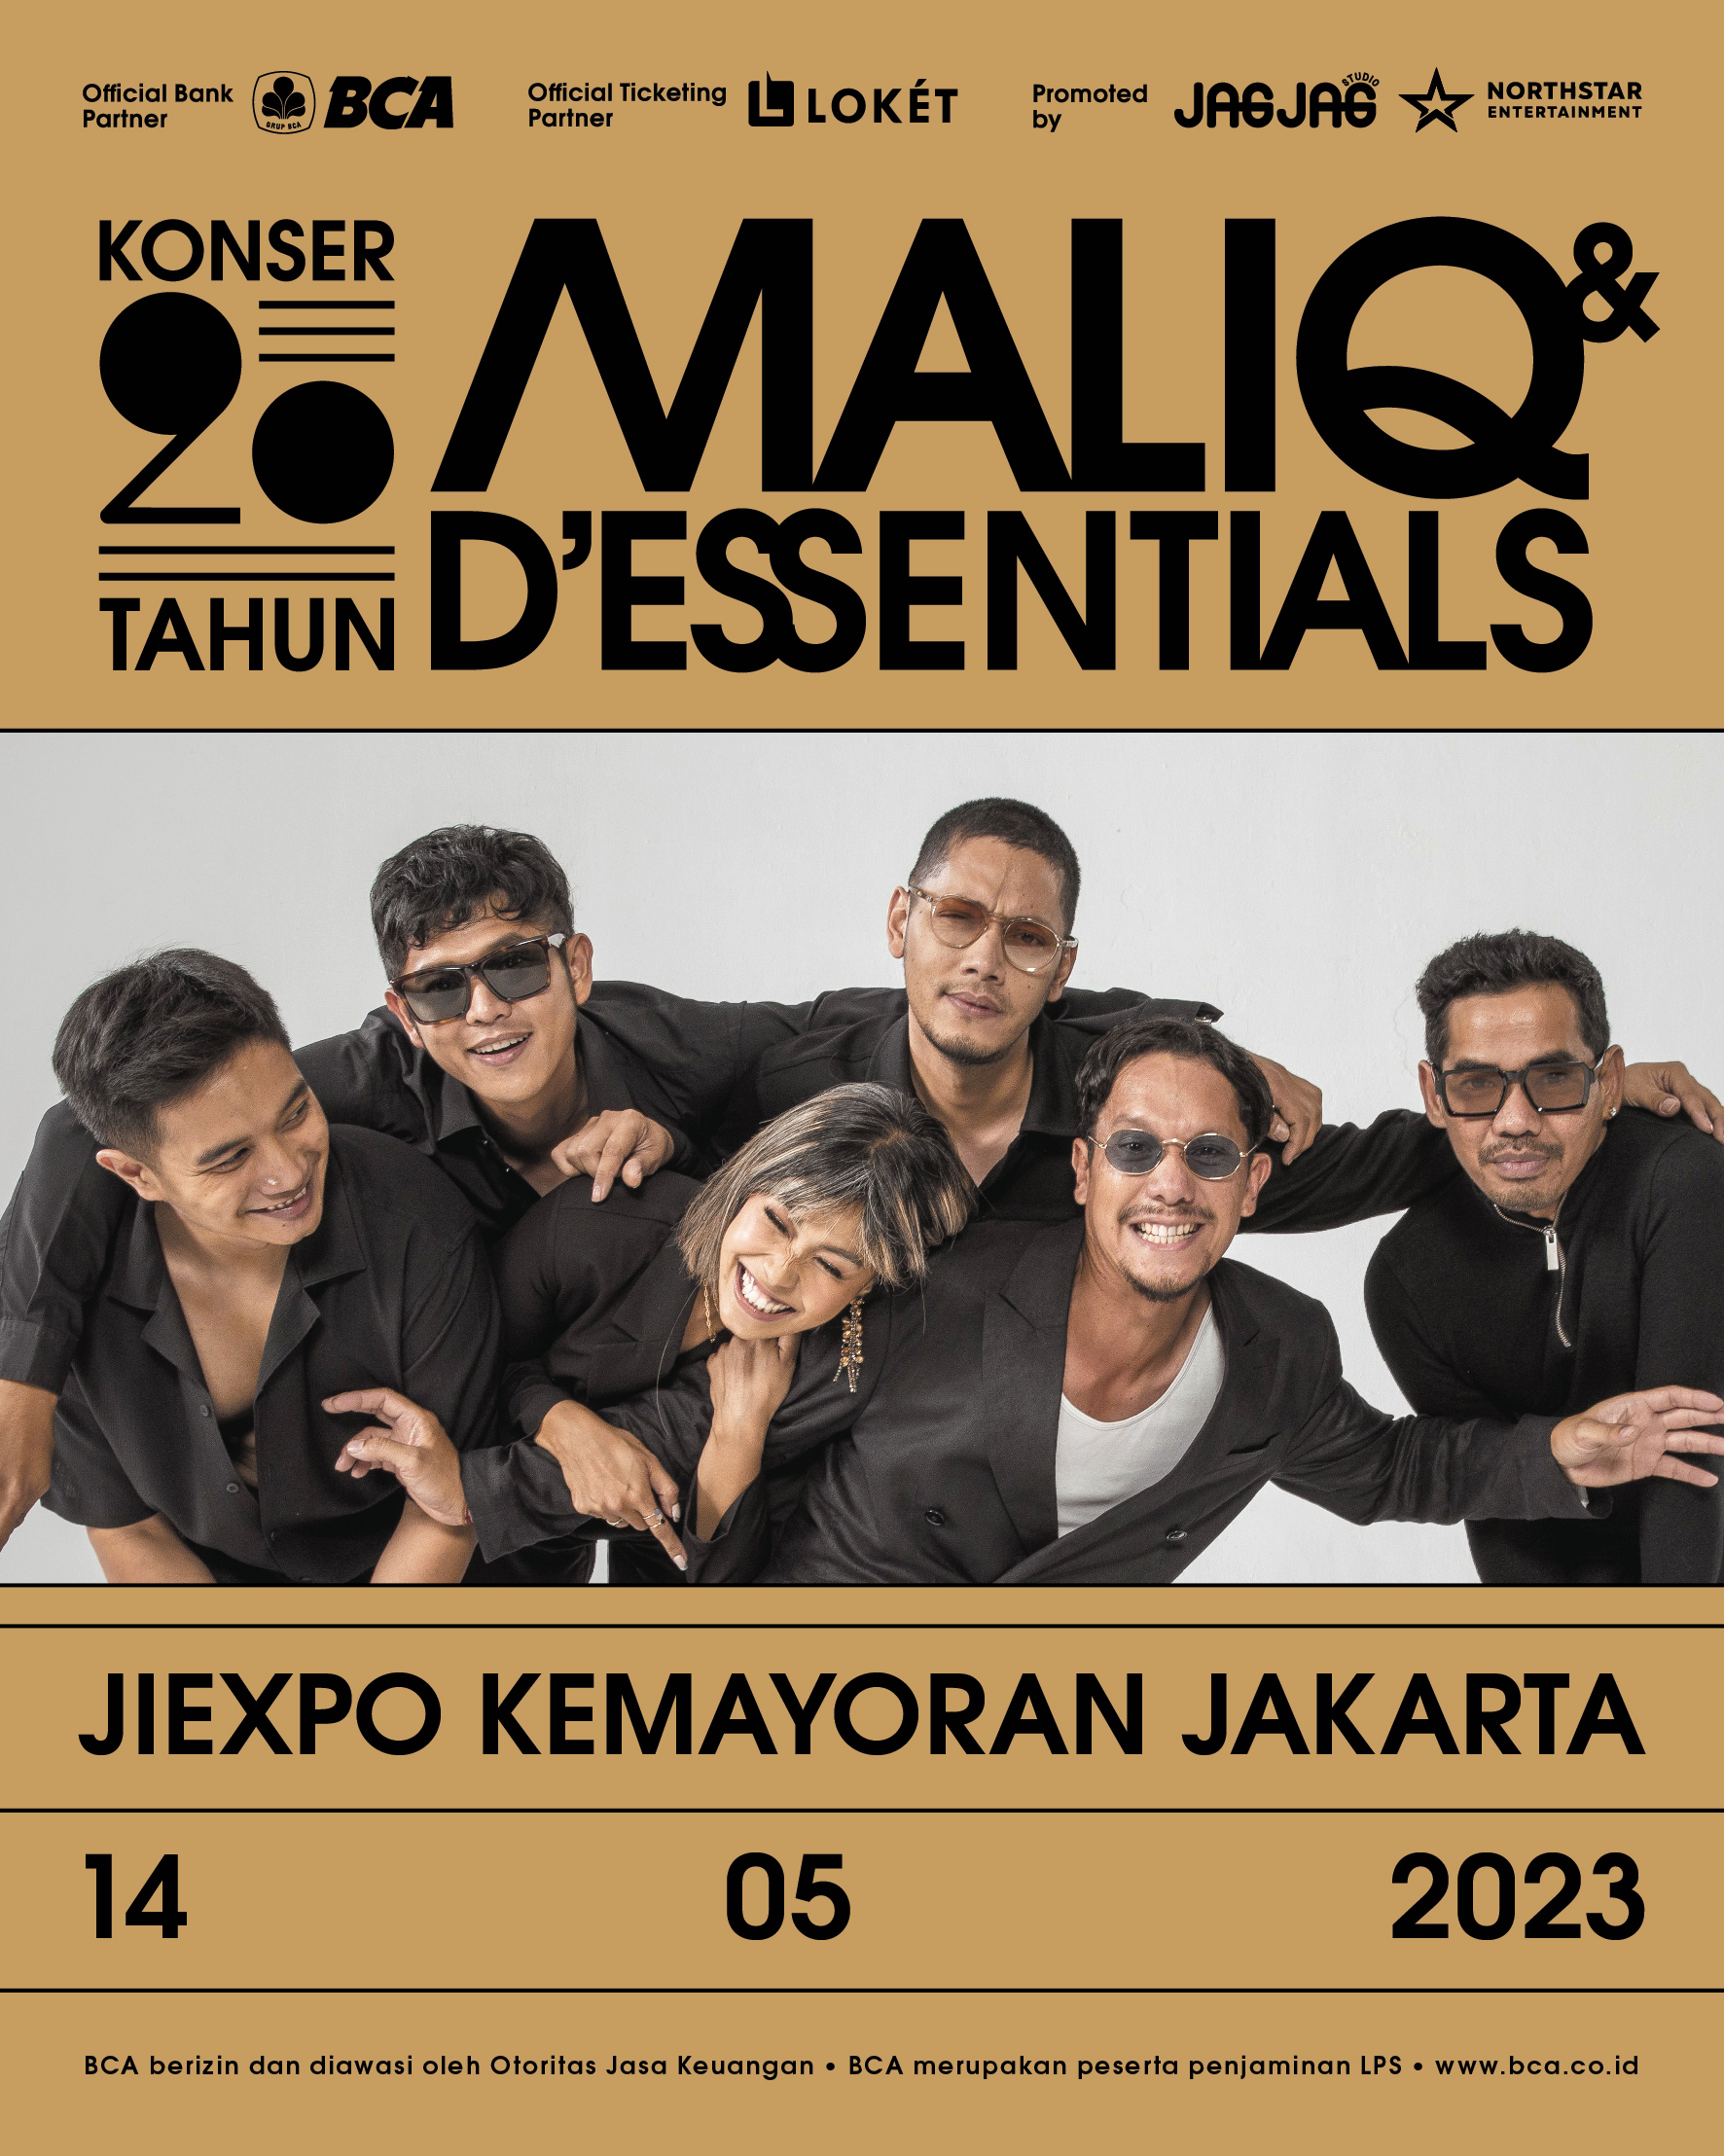 Official Bank
Partner
GRUP BCA
BCA
Official Ticketing
Partner
LOKÉT
Promoted
by
JAGJAG
STUDIO
NORTHSTAR
ENTERTAINMENT
KONSER
20
TAHUN
MALIQ &
D’ESSENTIALS
JIEXPO KEMAYORAN JAKARTA
14 05 2023
BCA berizin dan diawasi oleh Otoritas Jasa Keuangan • BCA merupakan peserta penjaminan LPS • www.bca.co.id